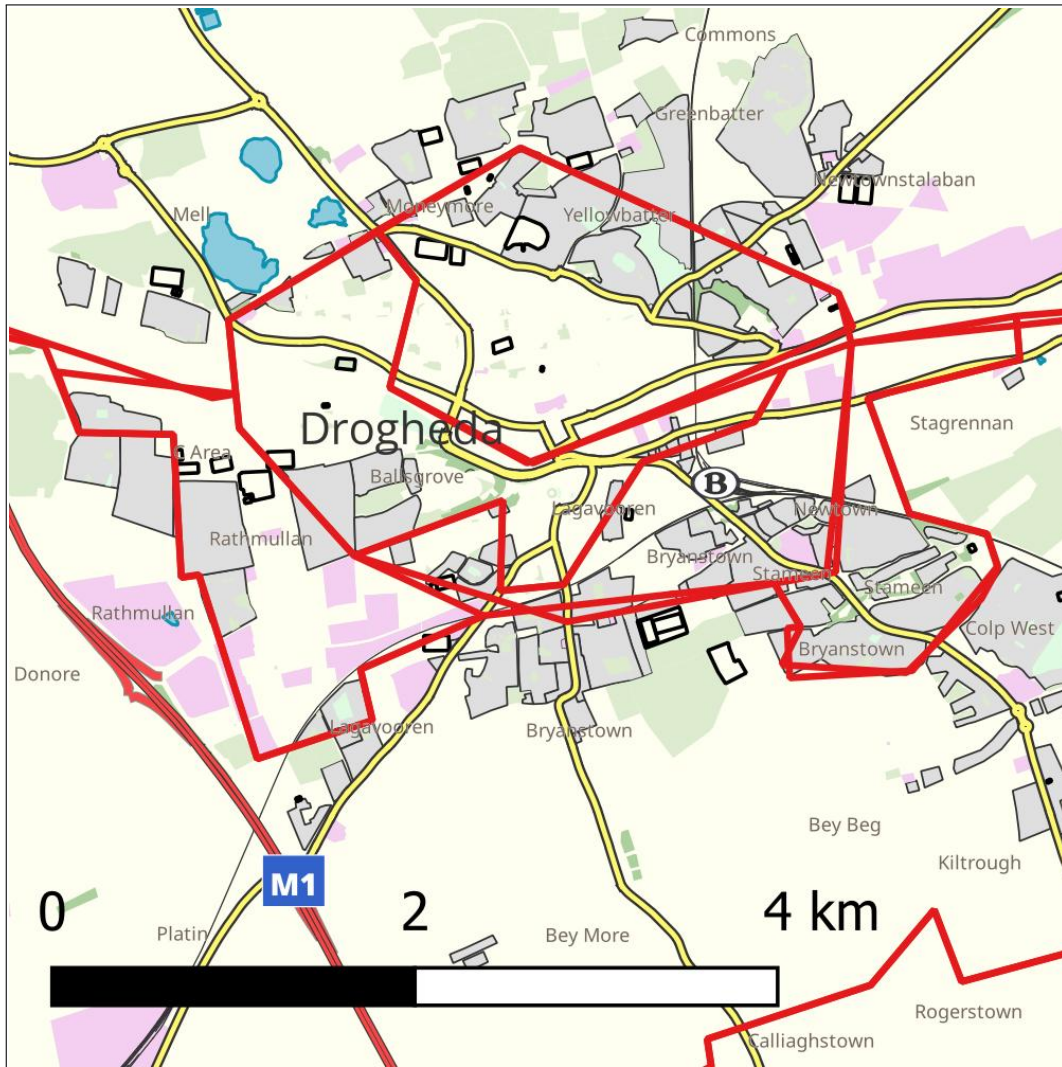 Commons
Greenbatter
Newtownstalaban
Mell
Moneymore
Yellowbatter
Drogheda
Stagrennan
Area
Ballsgrove
B
Lagavooren
Newtown
Rathmullan
Bryanstown
Stameen
Stameen
Rathmullan
Colp West
Bryanstown
Donore
Lagavooren
Bryanstown
Bey Beg
Kiltrough
M1
0 2 4 km
Platin
Bey More
Rogerstown
Calliaghstown